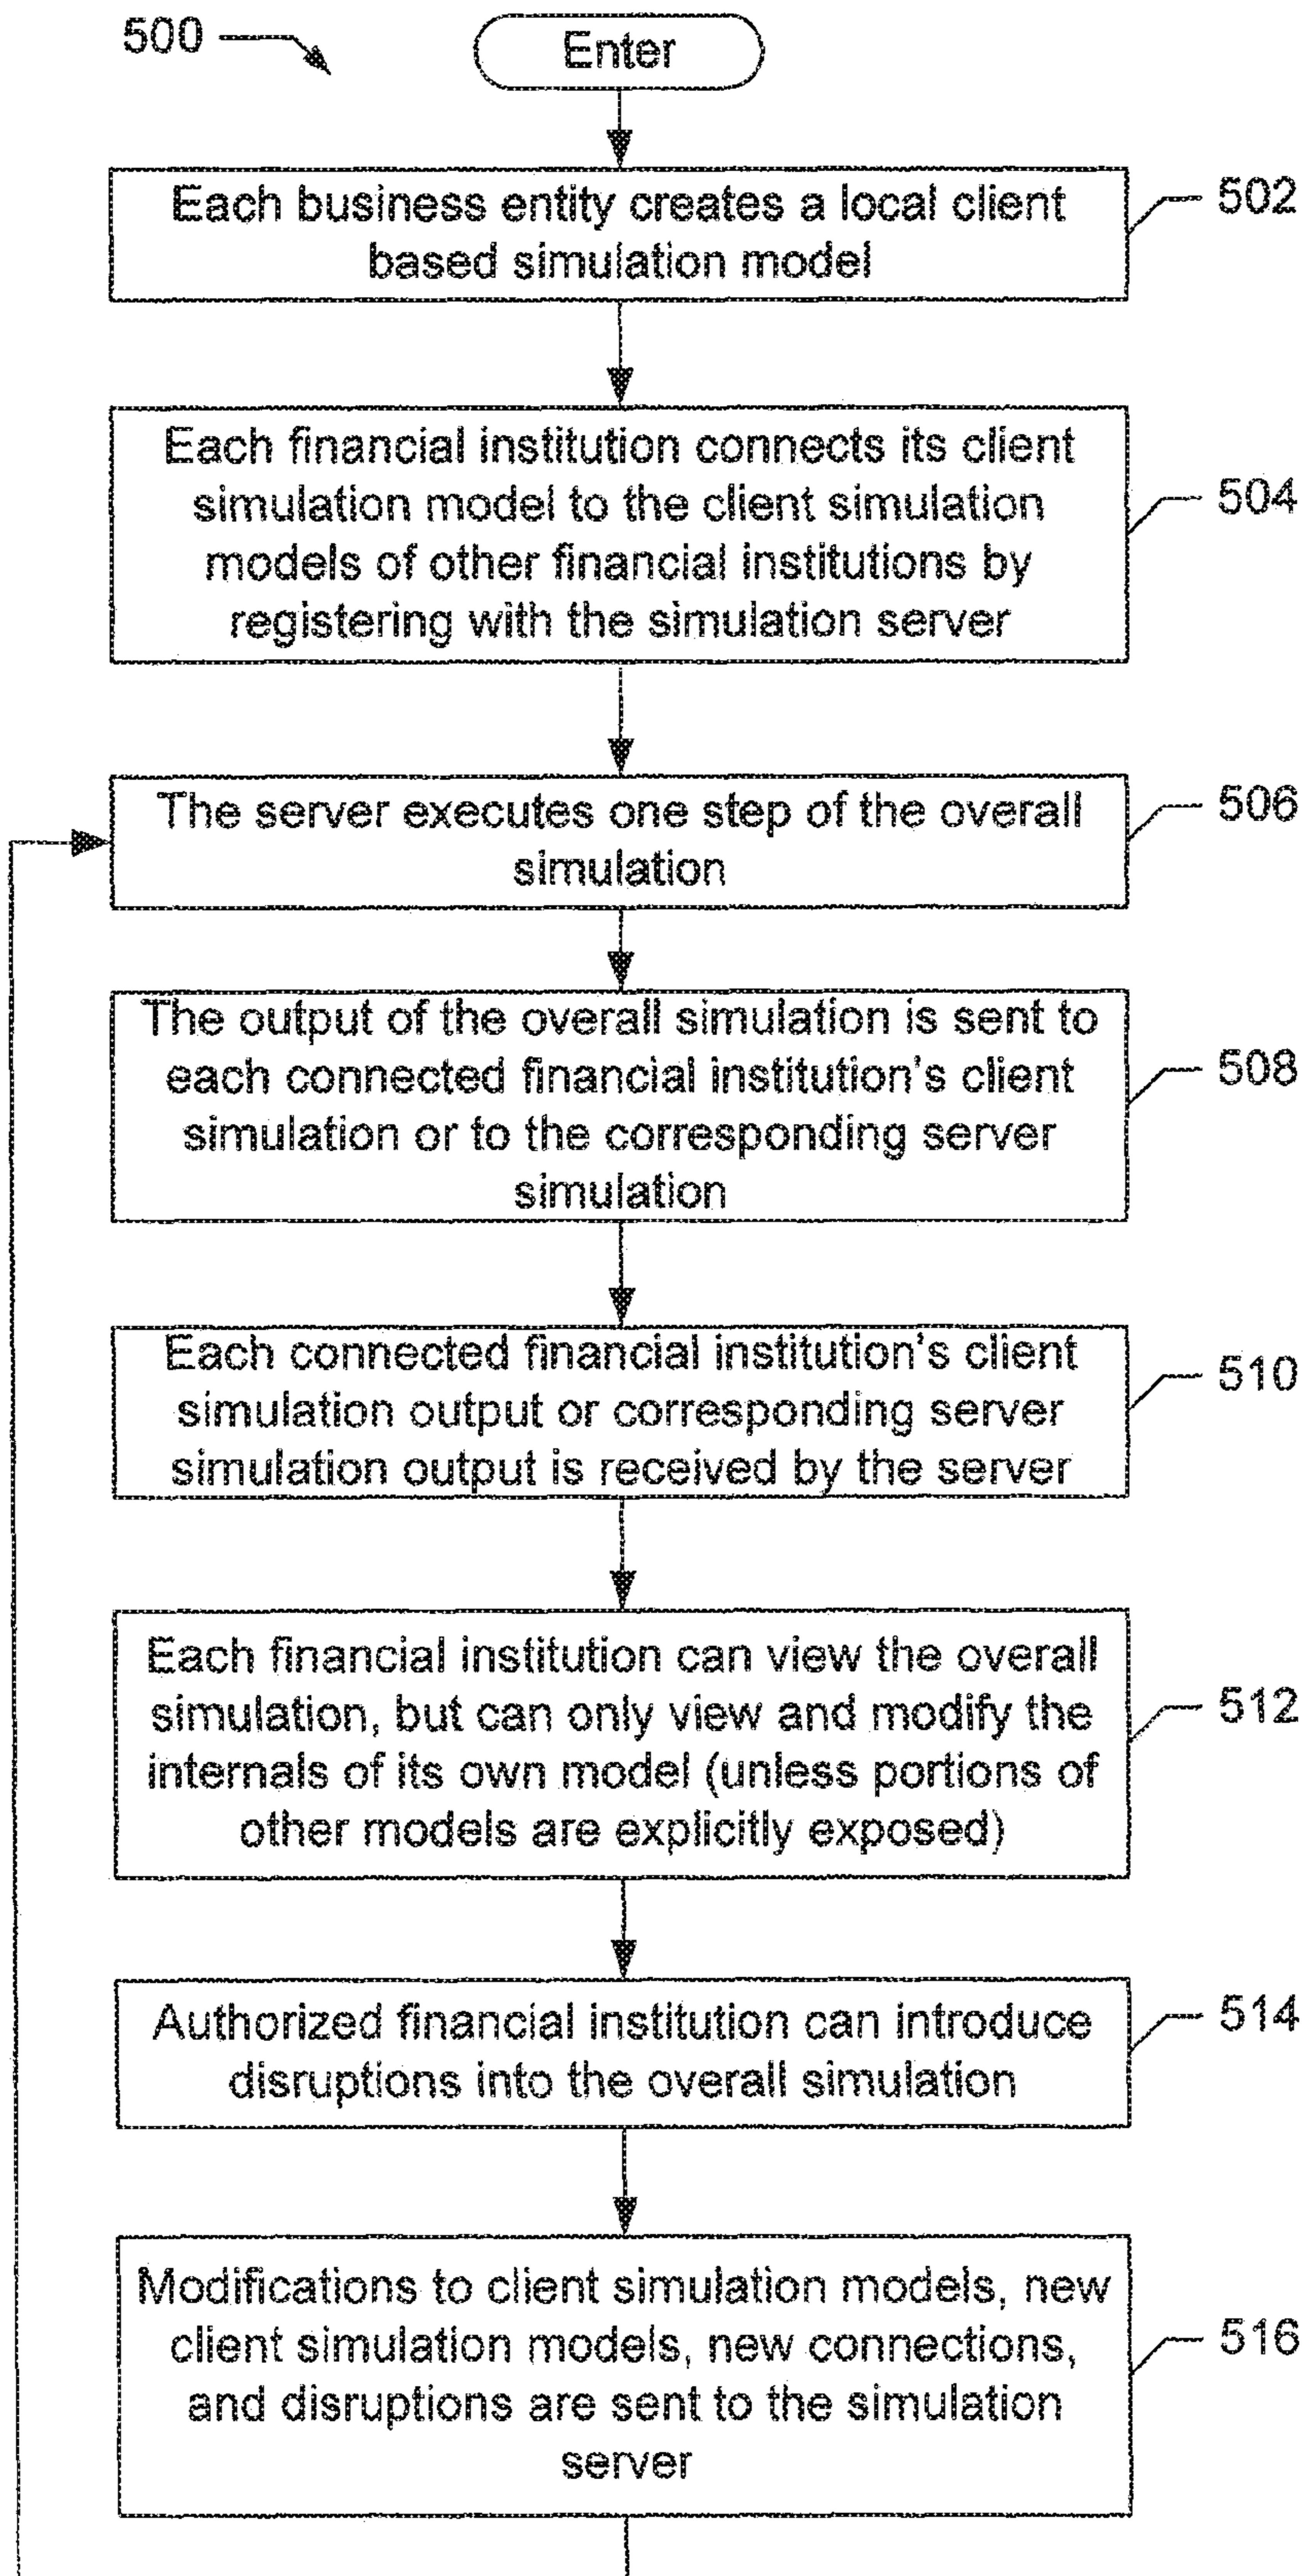 500
Enter
Each business entity creates a local client
based simulation model
502
Each financial institution connects its client
simulation model to the client simulation
models of other financial institutions by
registering with the simulation server
504
The server executes one step of the overall
simulation
506
The output of the overall simulation is sent to
each connected financial institution's client
simulation or to the corresponding server
simulation
508
Each connected financial institution's client
simulation output or corresponding server
simulation output is received by the server
510
Each financial institution can view the overall
simulation, but can only view and modify the
internals of its own model (unless portions of
other models are explicitly exposed)
512
Authorized financial institution can introduce
disruptions into the overall simulation
514
Modifications to client simulation models, new
client simulation models, new connections,
and disruptions are sent to the simulation
server
516